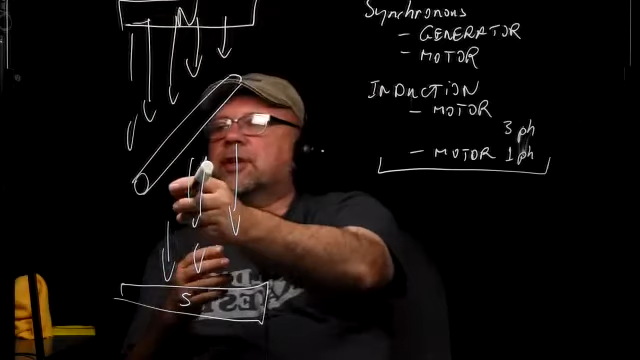 N
Synchronous
- GENERATOR
- MOTOR
INDUCTION
- MOTOR
3 ph
- MOTOR 1 ph
S